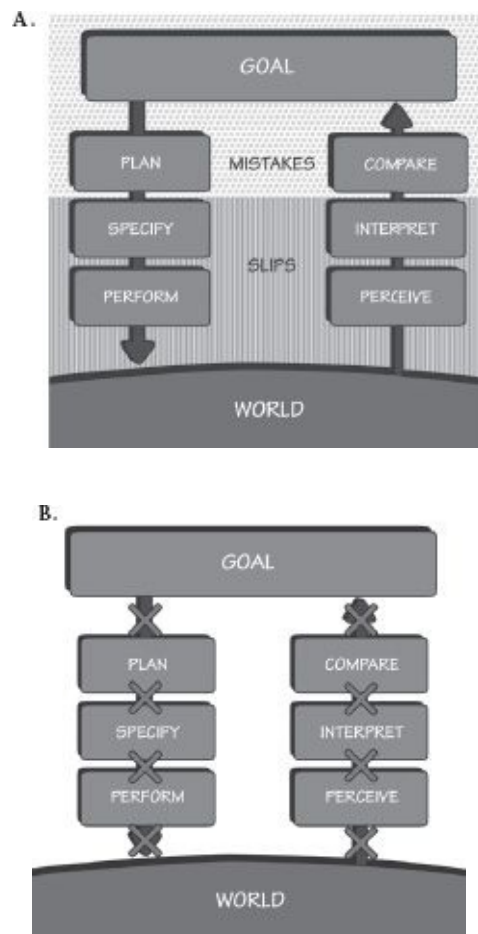 A.
GOAL
PLAN MISTAKES COMPARE
SPECIFY INTERPRET
SLIPS
PERFORM PERCEIVE
WORLD
B.
GOAL
PLAN COMPARE
SPECIFY INTERPRET
PERFORM PERCEIVE
WORLD